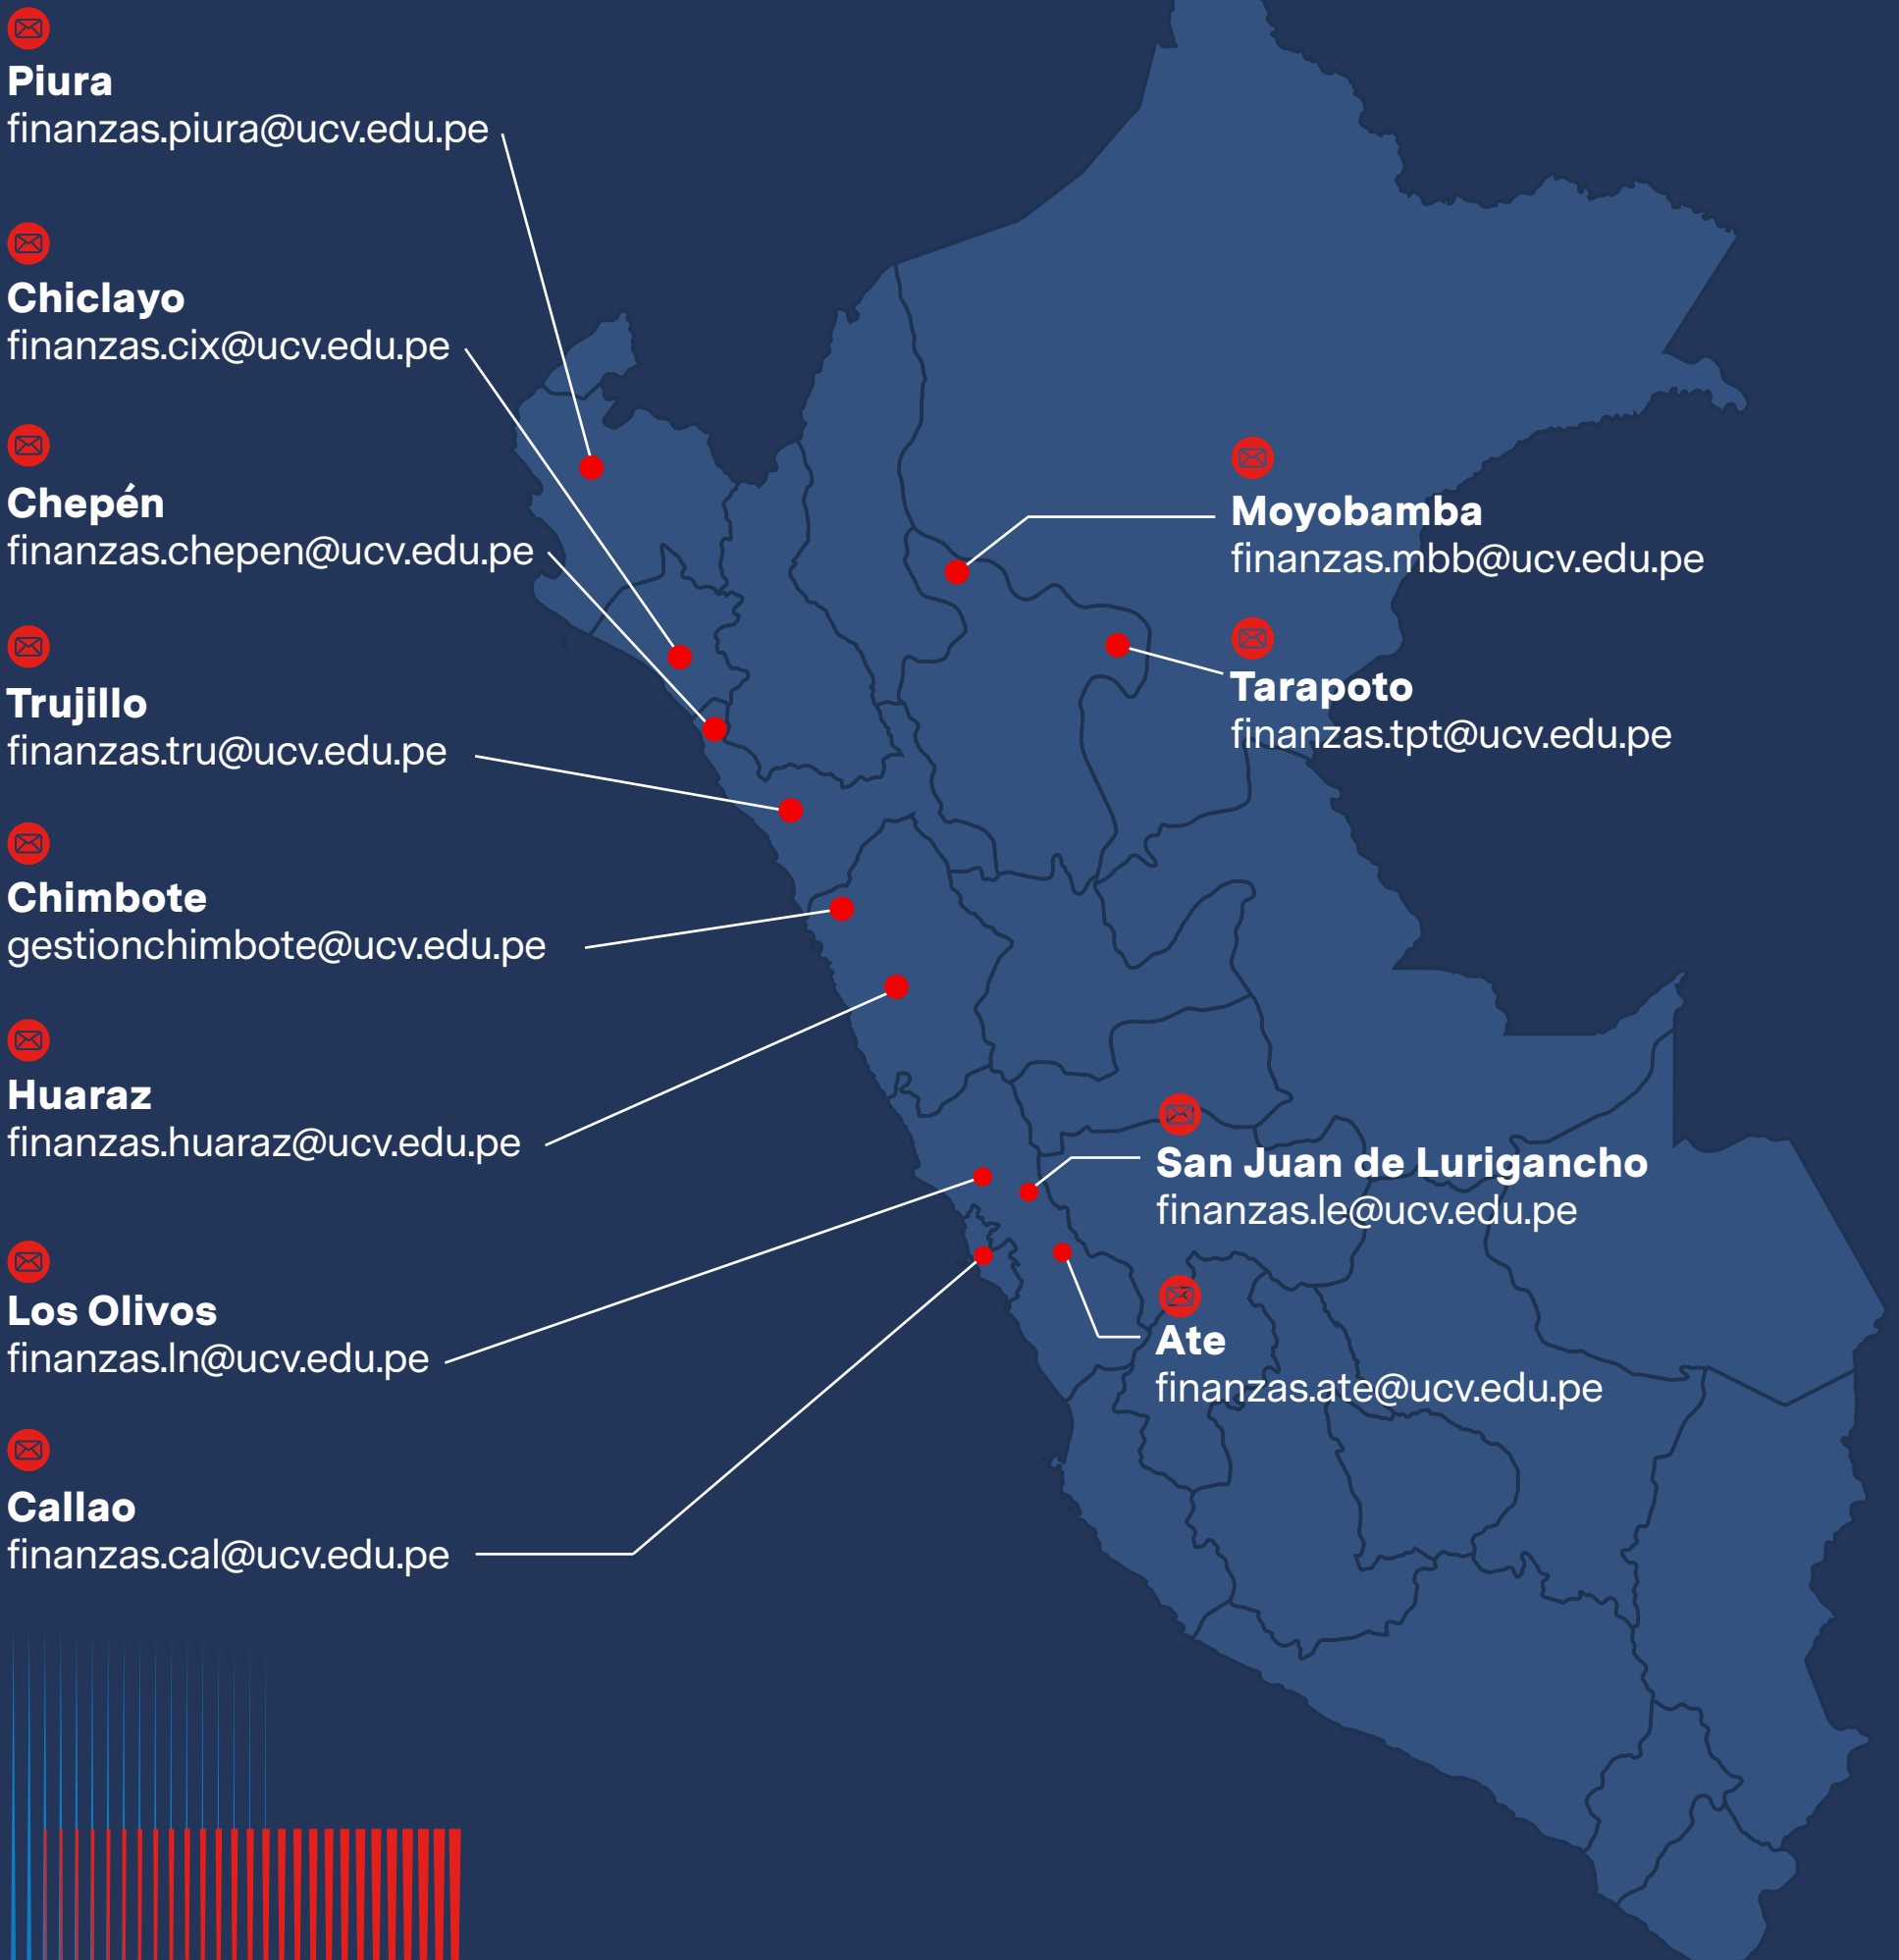 Piura
finanzas.piura@ucv.edu.pe
Chiclayo
finanzas.cix@ucv.edu.pe
Chepén
finanzas.chepen@ucv.edu.pe
Trujillo
finanzas.tru@ucv.edu.pe
Chimbote
gestionchimbote@ucv.edu.pe
Huaraz
finanzas.huaraz@ucv.edu.pe
Los Olivos
finanzas.ln@ucv.edu.pe
Callao
finanzas.cal@ucv.edu.pe
Moyobamba
finanzas.mbb@ucv.edu.pe
Tarapoto
finanzas.tpt@ucv.edu.pe
San Juan de Lurigancho
finanzas.le@ucv.edu.pe
Ate
finanzas.ate@ucv.edu.pe